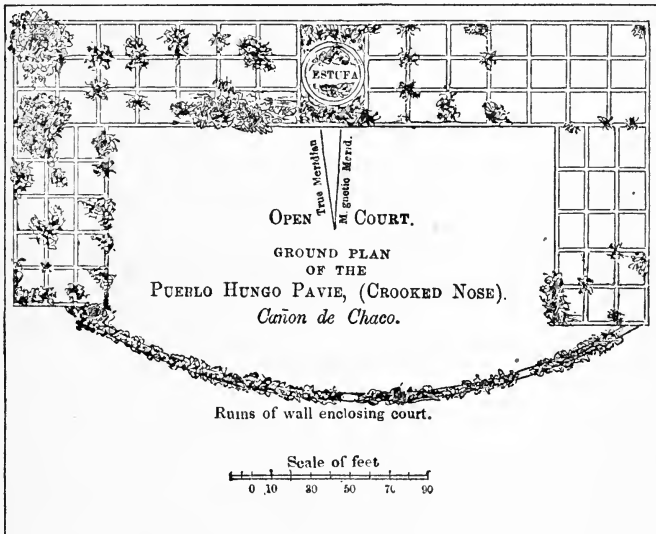 ESTUFA
True Meridian
M gnetic Merid.
OPEN COURT.
GROUND PLAN
OF THE
PUEBLO HUNGO PAVIE, (CROOKED NOSE).
Cañon de Chaco.
Ruins of wall enclosing court.
Scale of feet
0 10 30 50 70 90